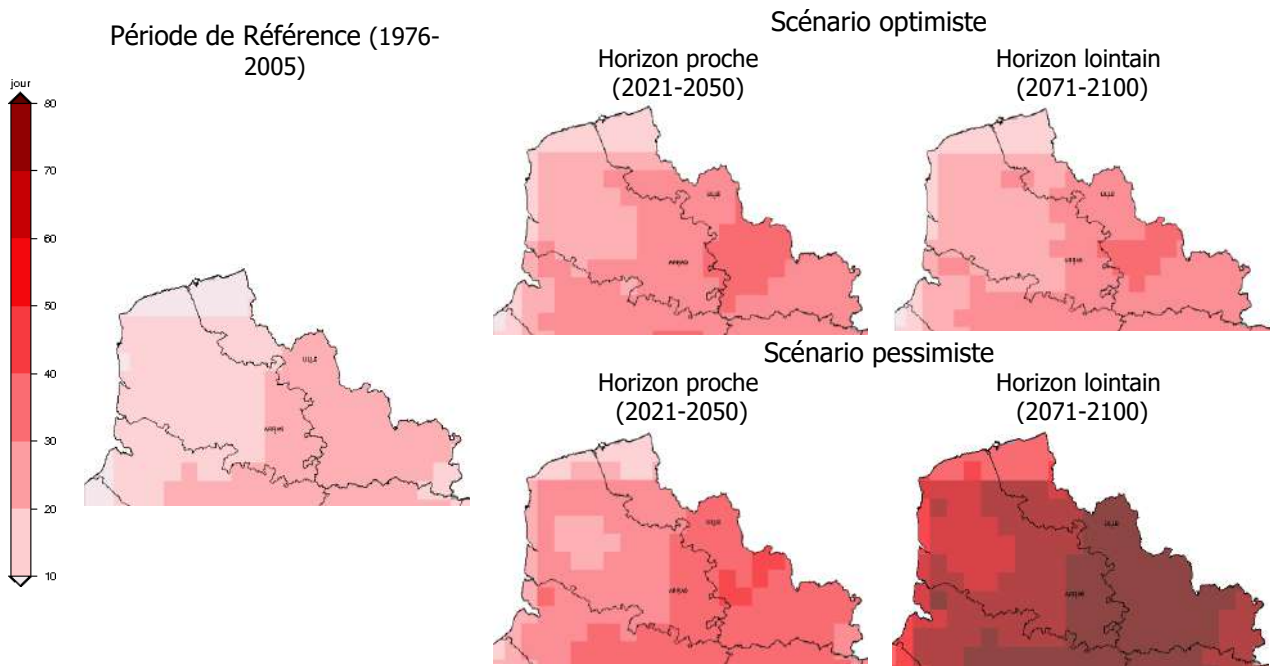 Période de Référence (1976-
2005)
Scénario optimiste
Horizon proche
(2021-2050)
Horizon lointain
(2071-2100)
jour
80
70
60
50
40
30
20
10
Scénario pessimiste
Horizon proche
(2021-2050)
Horizon lointain
(2071-2100)